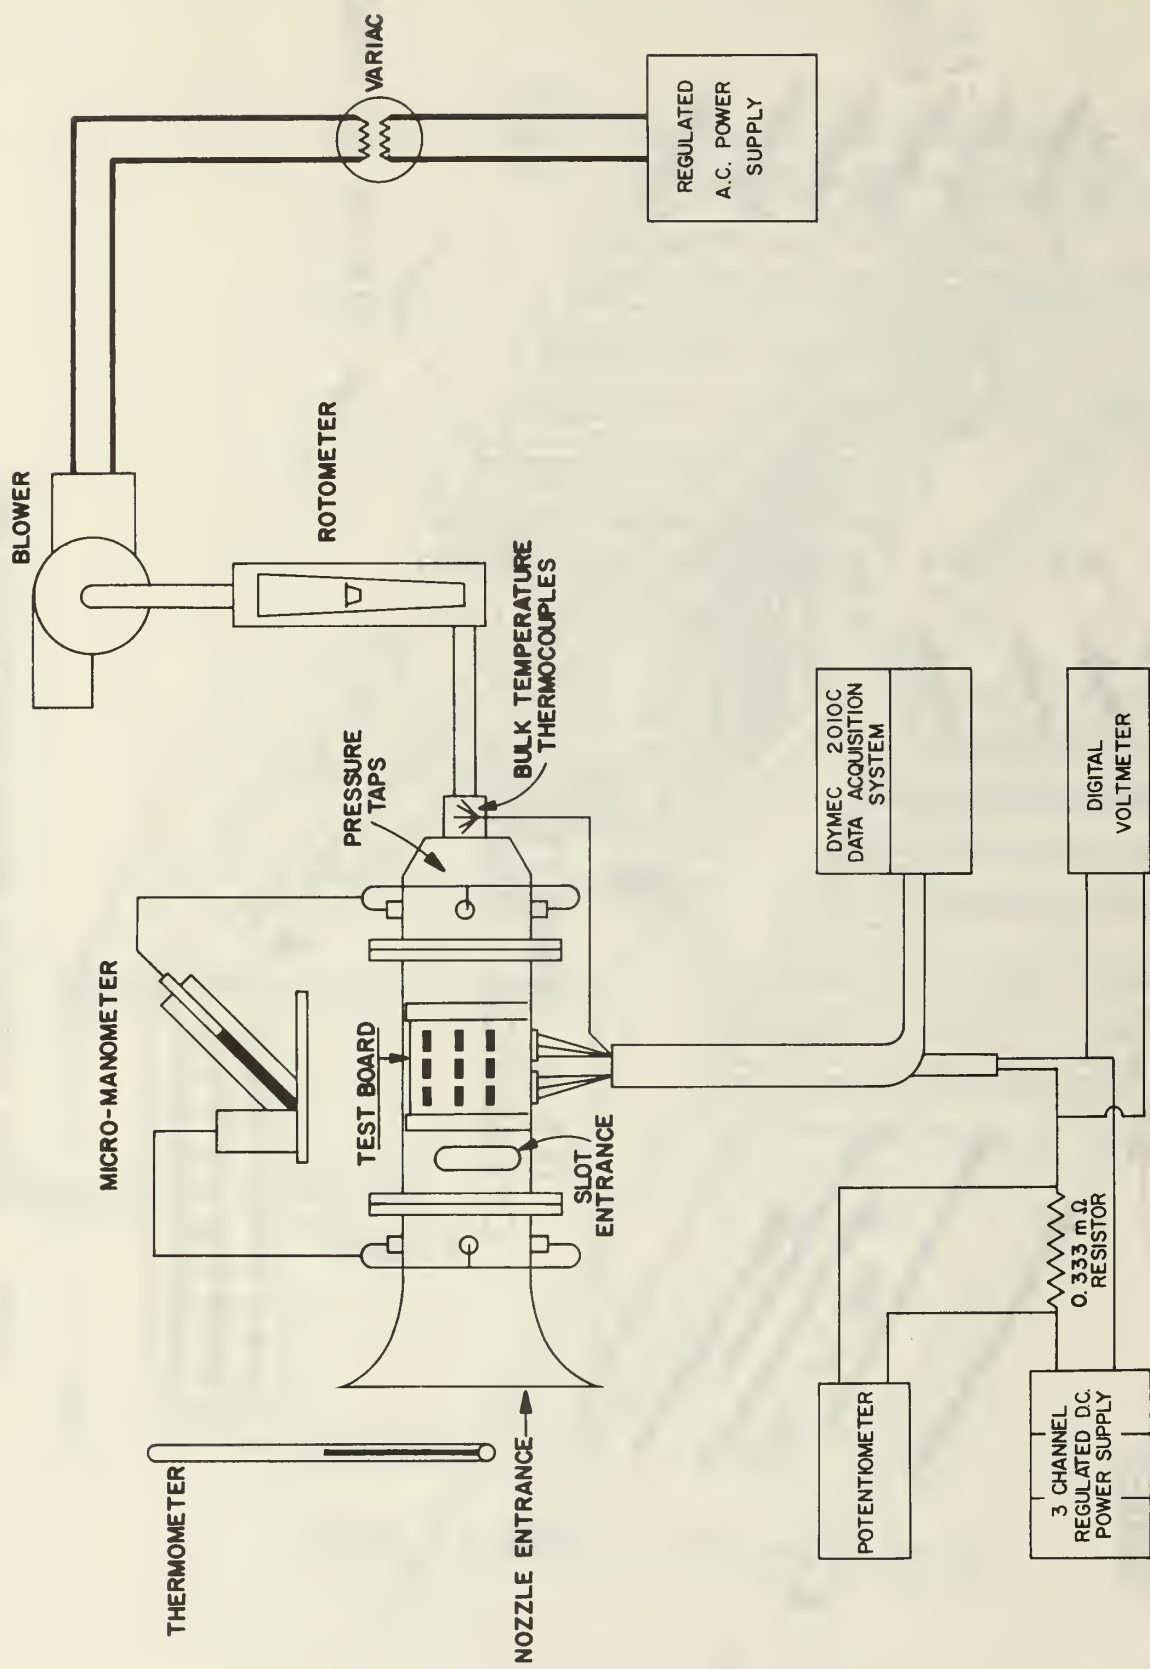 THERMOMETER
NOZZLE ENTRANCE
MICRO-MANOMETER
TEST BOARD
SLOT
ENTRANCE
PRESSURE
TAPS
BULK TEMPERATURE
THERMOCOUPLES
BLOWER
ROTOMETER
VARIAC
REGULATED
A.C. POWER
SUPPLY
POTENTIOMETER
3 CHANNEL
REGULATED D.C.
POWER SUPPLY
0.333 mΩ
RESISTOR
DYMEC 2010C
DATA ACQUISITION
SYSTEM
DIGITAL
VOLTMETER